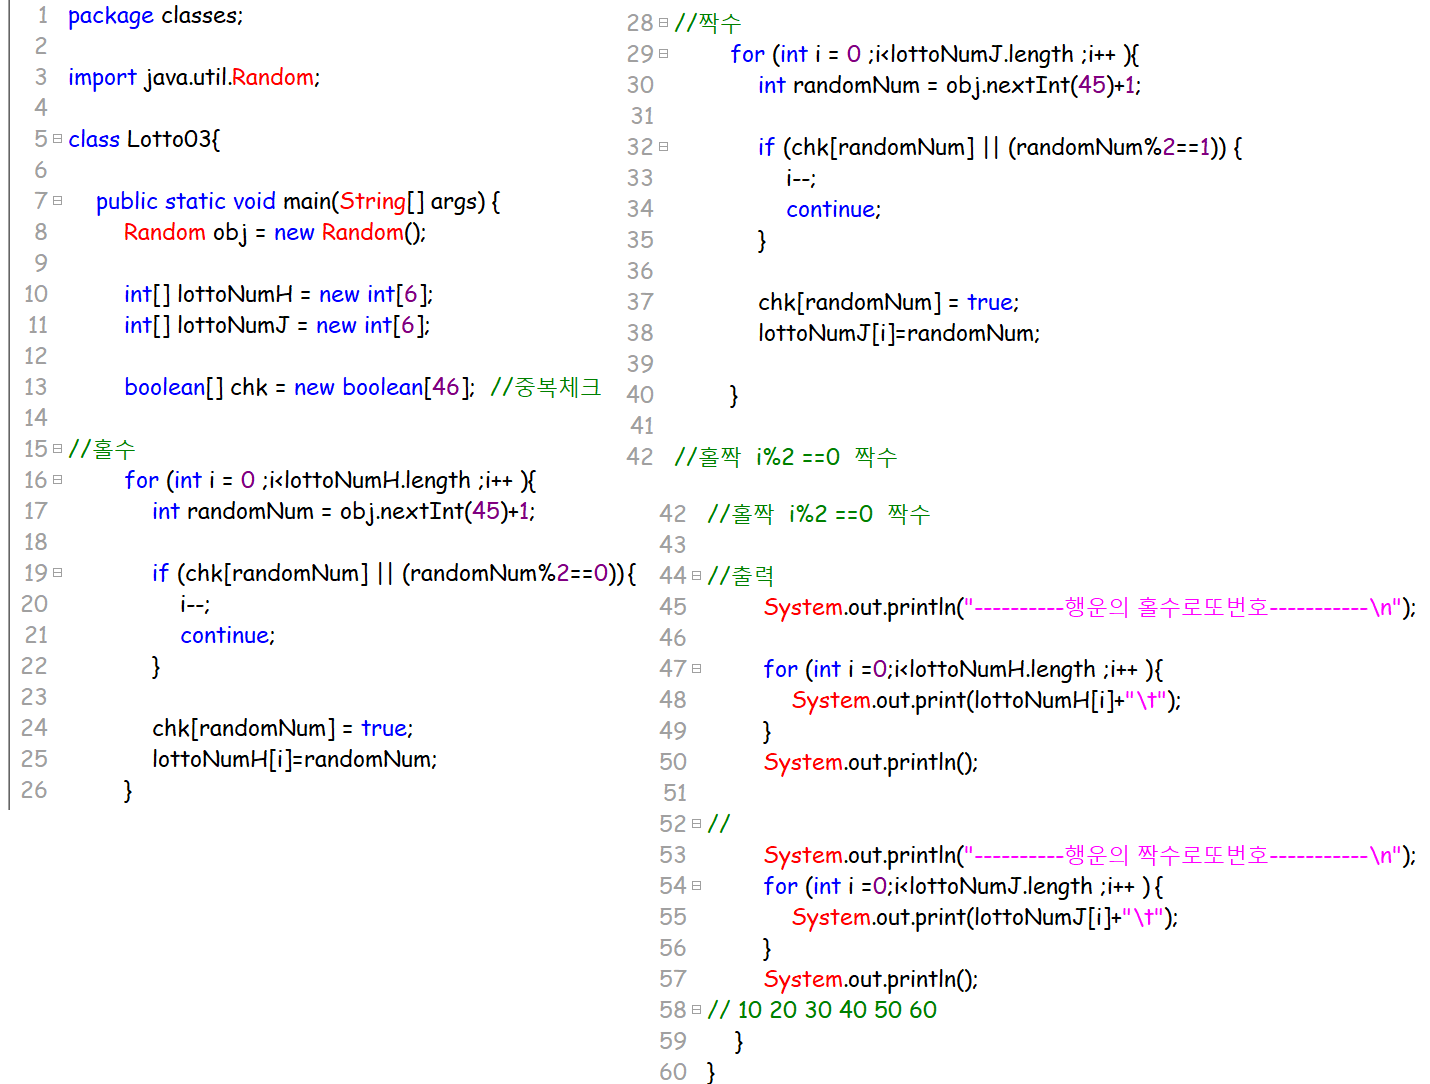 1 package classes;
2
3 import java.util.Random;
4
5 class Lotto03{
6
7 public static void main(String[] args) {
8 Random obj = new Random();
9
10 int[] lottoNumH = new int[6];
11 int[] lottoNumJ = new int[6];
12
13 boolean[] chk = new boolean[46]; //중복체크
14
15 //홀수
16 for (int i = 0 ;i<lottoNumH.length ;i++ ){
17 int randomNum = obj.nextInt(45)+1;
18
19 if (chk[randomNum] || (randomNum%2==0)){
20 i--;
21 continue;
22 }
23
24 chk[randomNum] = true;
25 lottoNumH[i]=randomNum;
26 }
28 //짝수
29 for (int i = 0 ;i<lottoNumJ.length ;i++ ){
30 int randomNum = obj.nextInt(45)+1;
31
32 if (chk[randomNum] || (randomNum%2==1)) {
33 i--;
34 continue;
35 }
36
37 chk[randomNum] = true;
38 lottoNumJ[i]=randomNum;
39
40 }
41
42 //홀짝 i%2 ==0 짝수
42 //홀짝 i%2 ==0 짝수
43
44 //출력
45 System.out.println("----------행운의 홀수로또번호-----------\n");
46
47 for (int i =0;i<lottoNumH.length ;i++ ){
48 System.out.print(lottoNumH[i]+"\t");
49 }
50 System.out.println();
51
52 //
53 System.out.println("----------행운의 짝수로또번호-----------\n");
54 for (int i =0;i<lottoNumJ.length ;i++ ){
55 System.out.print(lottoNumJ[i]+"\t");
56 }
57 System.out.println();
58 // 10 20 30 40 50 60
59 }
60 }